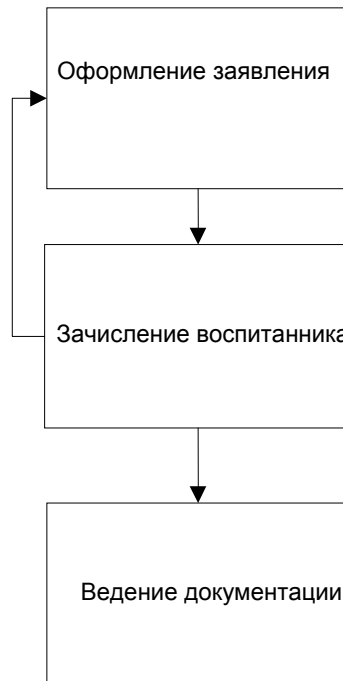 Оформление заявления
Зачисление воспитанника
Ведение документации